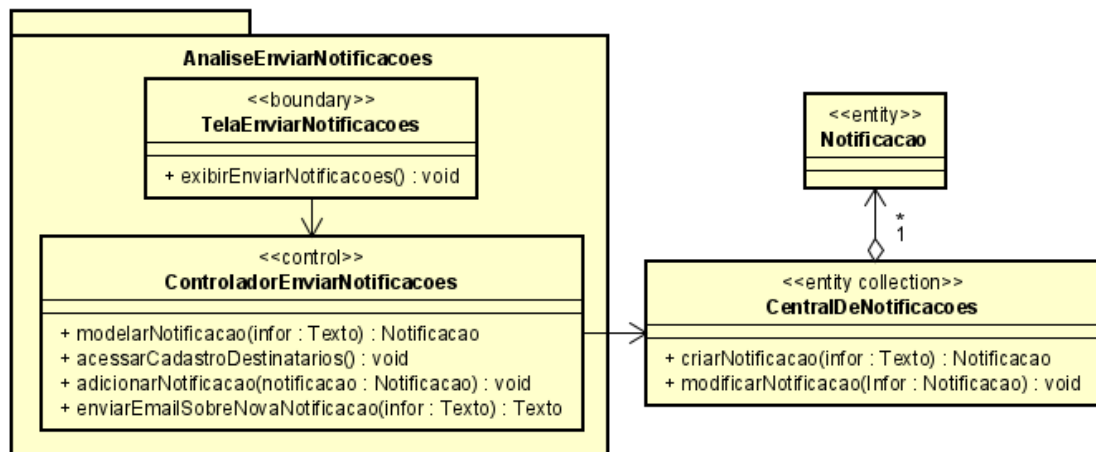 AnaliseEnviarNotificacoes
<<boundary>>
TelaEnviarNotificacoes
+ exibirEnviarNotificacoes() : void
<<control>>
ControladorEnviarNotificacoes
+ modelarNotificacao(infor : Texto) : Notificacao
+ acessarCadastroDestinatarios() : void
+ adicionarNotificacao(notificacao : Notificacao) : void
+ enviarEmailSobreNovaNotificacao(infor : Texto) : Texto
<<entity>>
Notificacao
*
1
<<entity collection>>
CentralDeNotificacoes
+ criarNotificacao(infor : Texto) : Notificacao
+ modificarNotificacao(Infor : Notificacao) : void